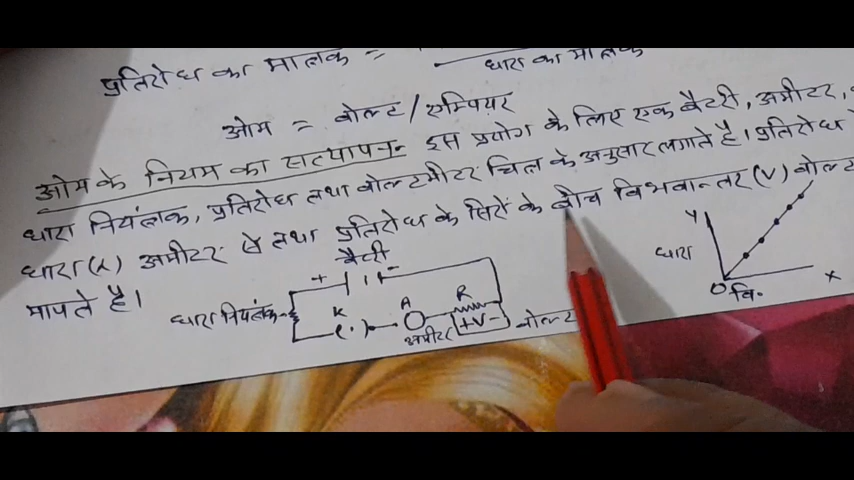 प्रतिरोध का मात्रक =
धारा का मात्रक
ओम = वोल्ट/एम्पियर
ओम के नियम का सत्यापन- इस प्रयोग के लिए एक बैटरी, अमीटर,
धारा नियंत्रक, प्रतिरोध तथा वोल्टमीटर चित्र के अनुसार लगाते है। प्रतिरोध
धारा(x) अमीटर से तथा प्रतिरोध के सिरों के बीच विभवान्तर (V) वोल्ट
मापते है।
बैटरी
+ -
धारा नियंत्रक
K
(.)
A
अमीटर
R
+V-
वोल्ट
Y
धारा
O
वि.
X